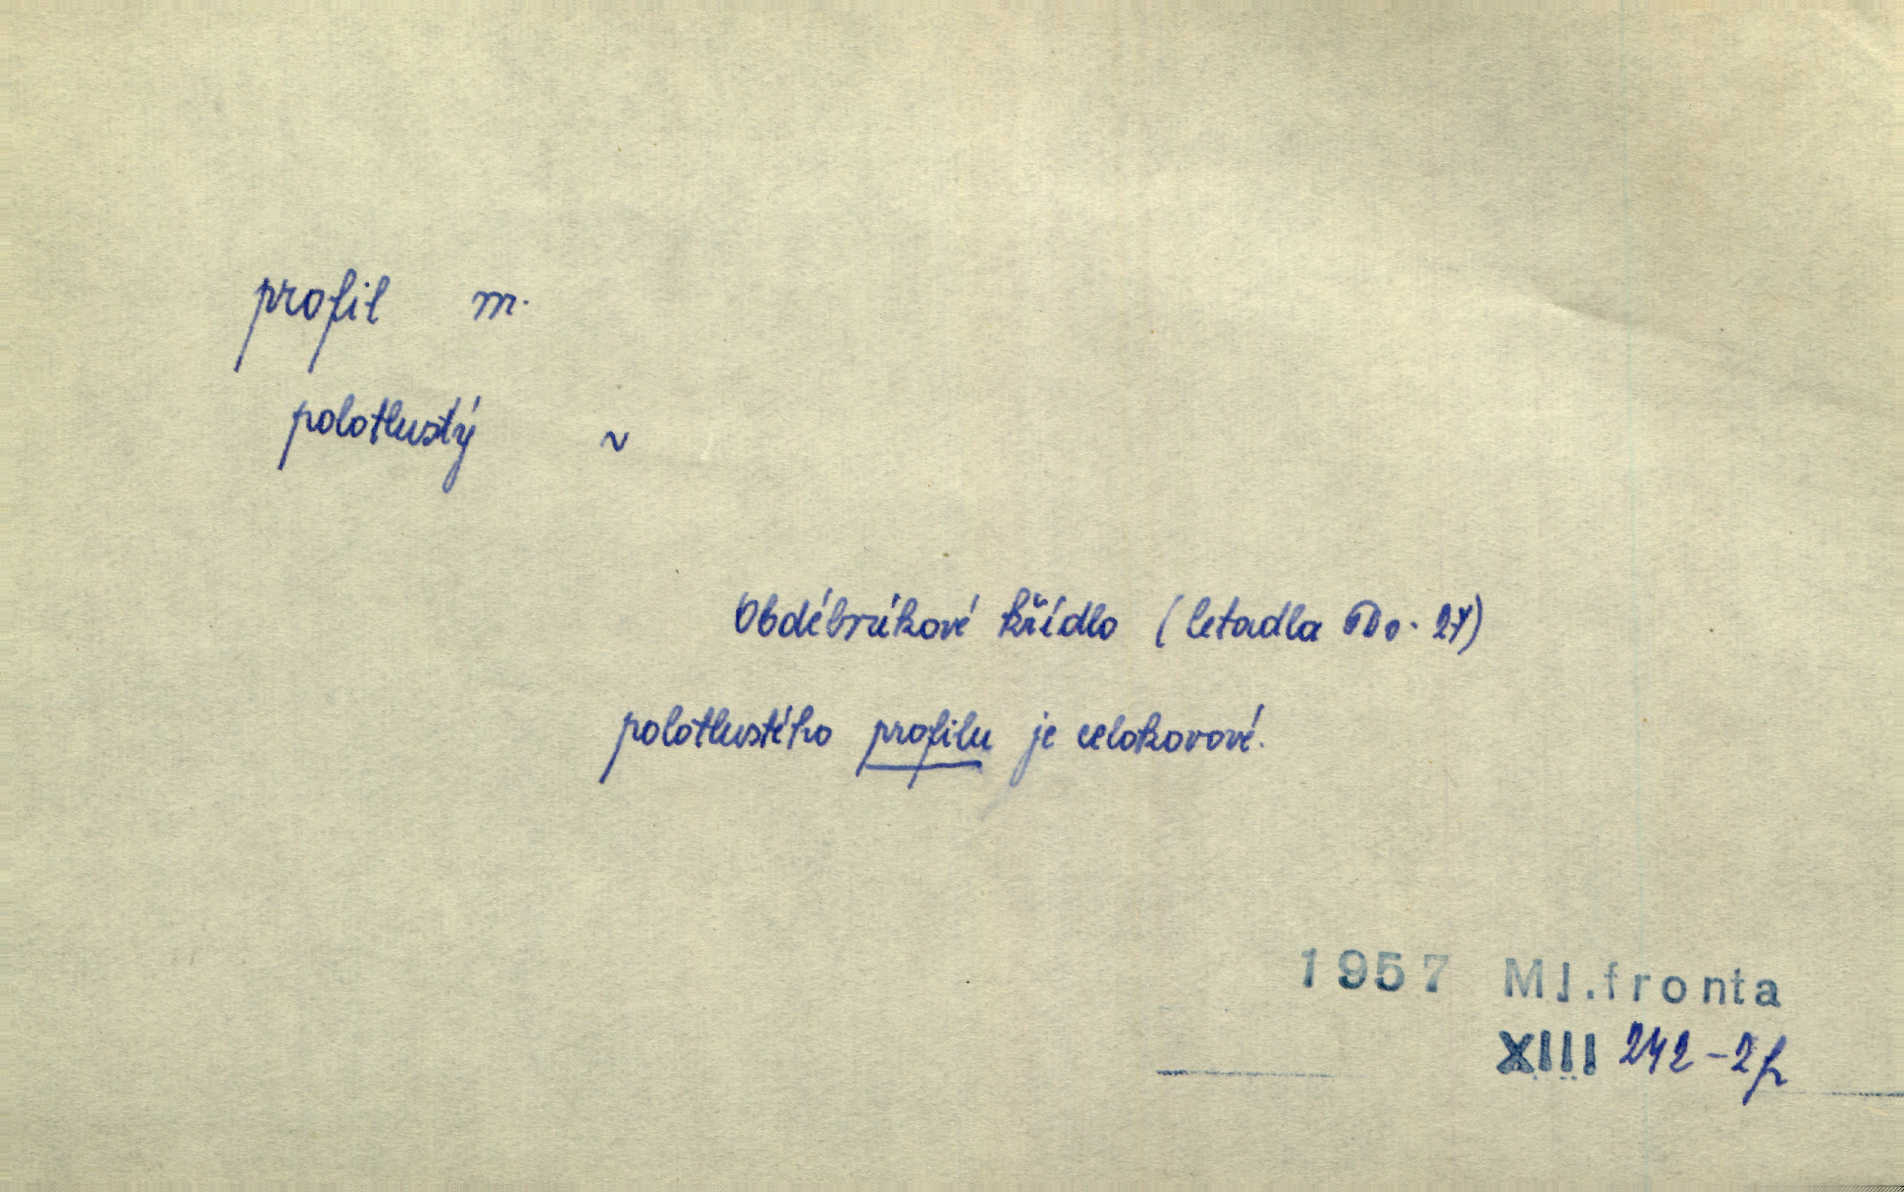 profil m.
polotlustý ~
Obdélníkové křídlo (letadla Do. 27)
polotlustého profilu je celokovové.
1957 Ml.fronta
XIII 242-2f